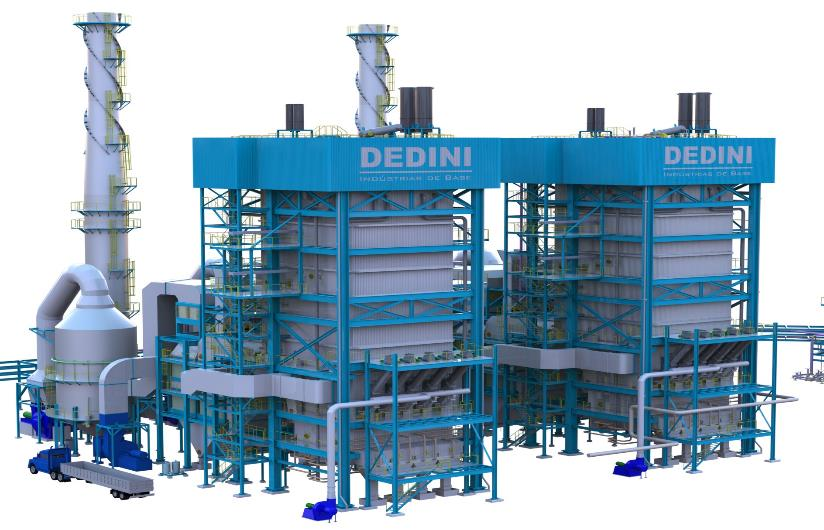 DEDINI
INDÚSTRIAS DE BASE
DEDINI
INDÚSTRIAS DE BASE